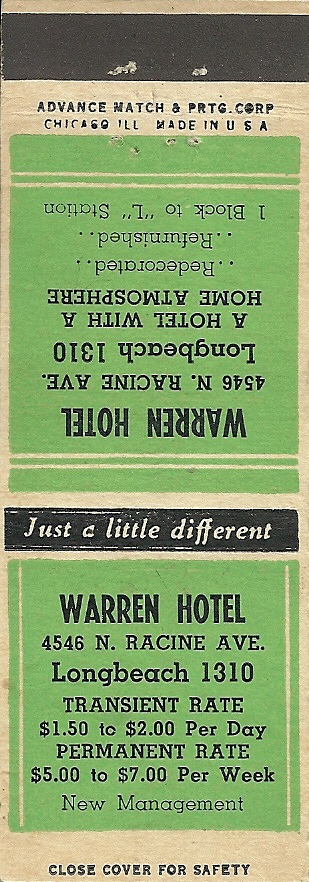 ADVANCE MATCH & PRTG. CORP
CHICAGO ILL MADE IN U S A
WARREN HOTEL
4546 N. RACINE AVE.
Longbeach 1310
A HOTEL WITH A
HOME ATMOSPHERE
..Redecorated..
..Refurnished..
1 Block to "L" Station
Just a little different
WARREN HOTEL
4546 N. RACINE AVE.
Longbeach 1310
TRANSIENT RATE
$1.50 to $2.00 Per Day
PERMANENT RATE
$5.00 to $7.00 Per Week
New Management
CLOSE COVER FOR SAFETY